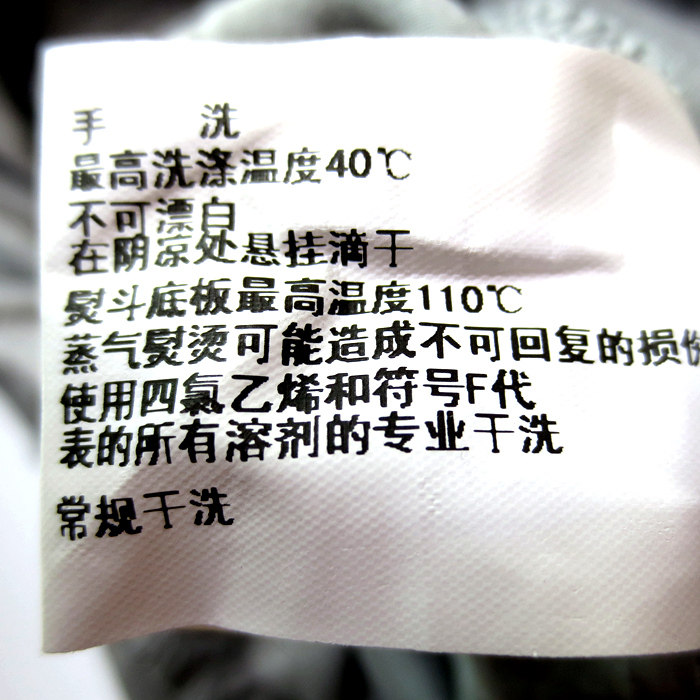 手 洗
最高洗涤温度40℃
不可漂白
在阴凉处悬挂滴干
熨斗底板最高温度110℃
蒸气熨烫可能造成不可回复的损伤
使用四氯乙烯和符号F代
表的所有溶剂的专业干洗
常规干洗